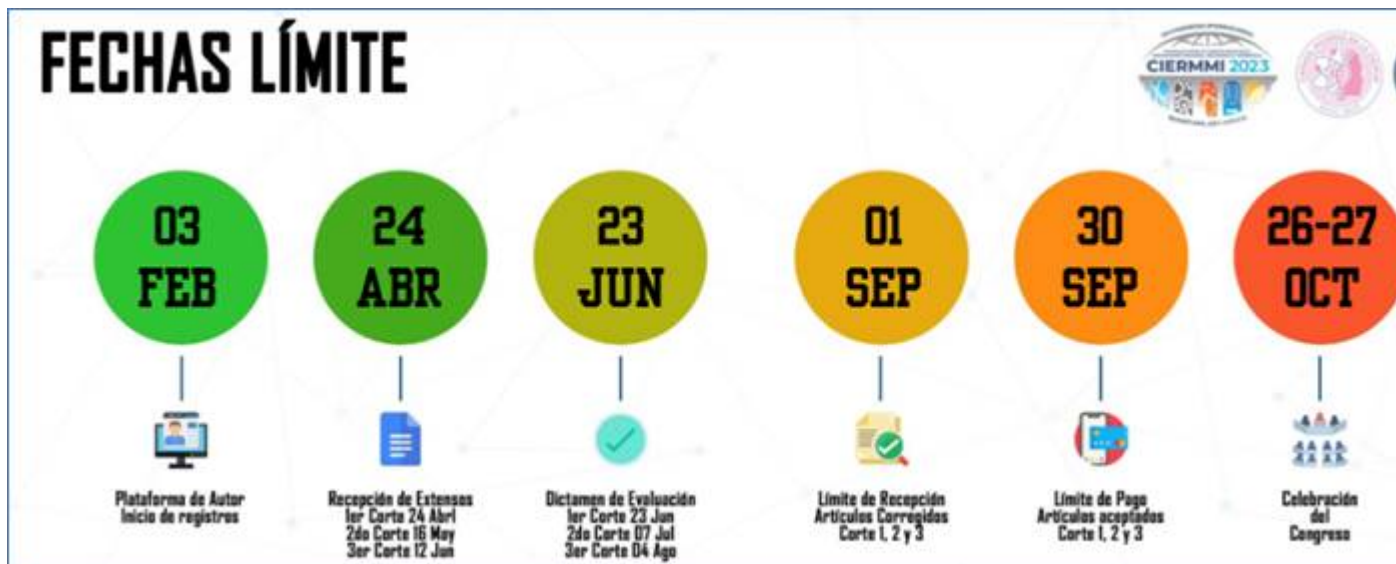 FECHAS LÍMITE
CIERMMI 2023
03
FEB
24
ABR
23
JUN
01
SEP
30
SEP
26-27
OCT
Plataforma de Autor
Inicio de registros
Recepción de Extensos
1er Corte 24 Abrl
2do Corte 16 May
3er Corte 12 Jun
Dictamen de Evaluación
1er Corte 23 Jun
2do Corte 07 Jul
3er Corte 04 Ago
Límite de Recepción
Artículos Corregidos
Corte 1, 2 y 3
Límite de Pago
Artículos aceptados
Corte 1, 2 y 3
Celebración
del
Congreso